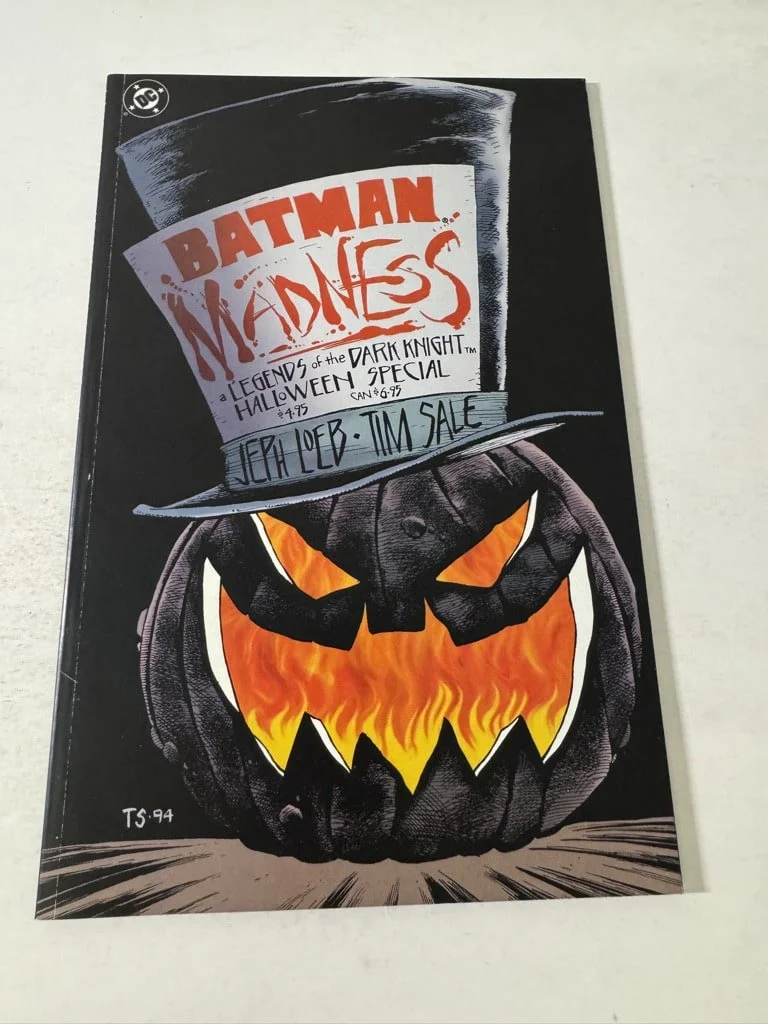 DC
BATMAN®
MADNESS
a LEGENDS of the DARK KNIGHT™
HALLOWEEN SPECIAL
$4.95 CAN $6.95
JEPH LOEB · TIM SALE
TS·94